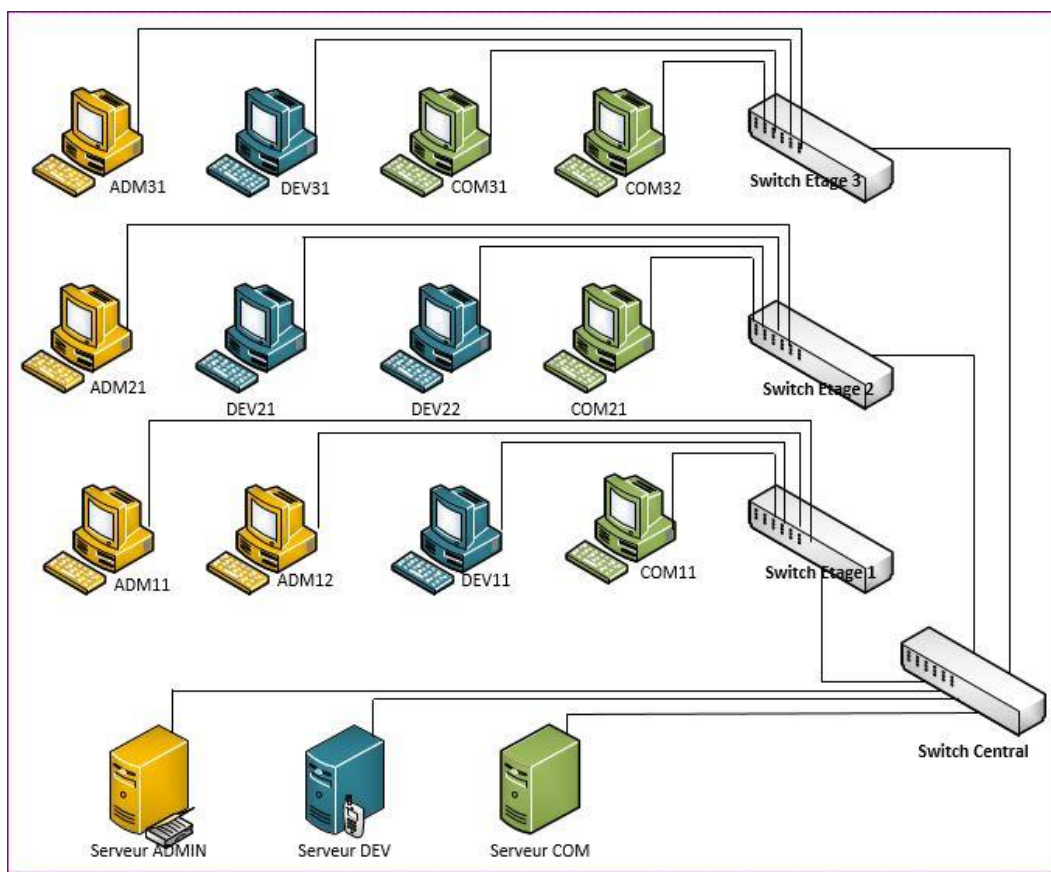 ADM31
DEV31
COM31
COM32
Switch Etage 3
ADM21
DEV21
DEV22
COM21
Switch Etage 2
ADM11
ADM12
DEV11
COM11
Switch Etage 1
Switch Central
Serveur ADMIN
Serveur DEV
Serveur COM